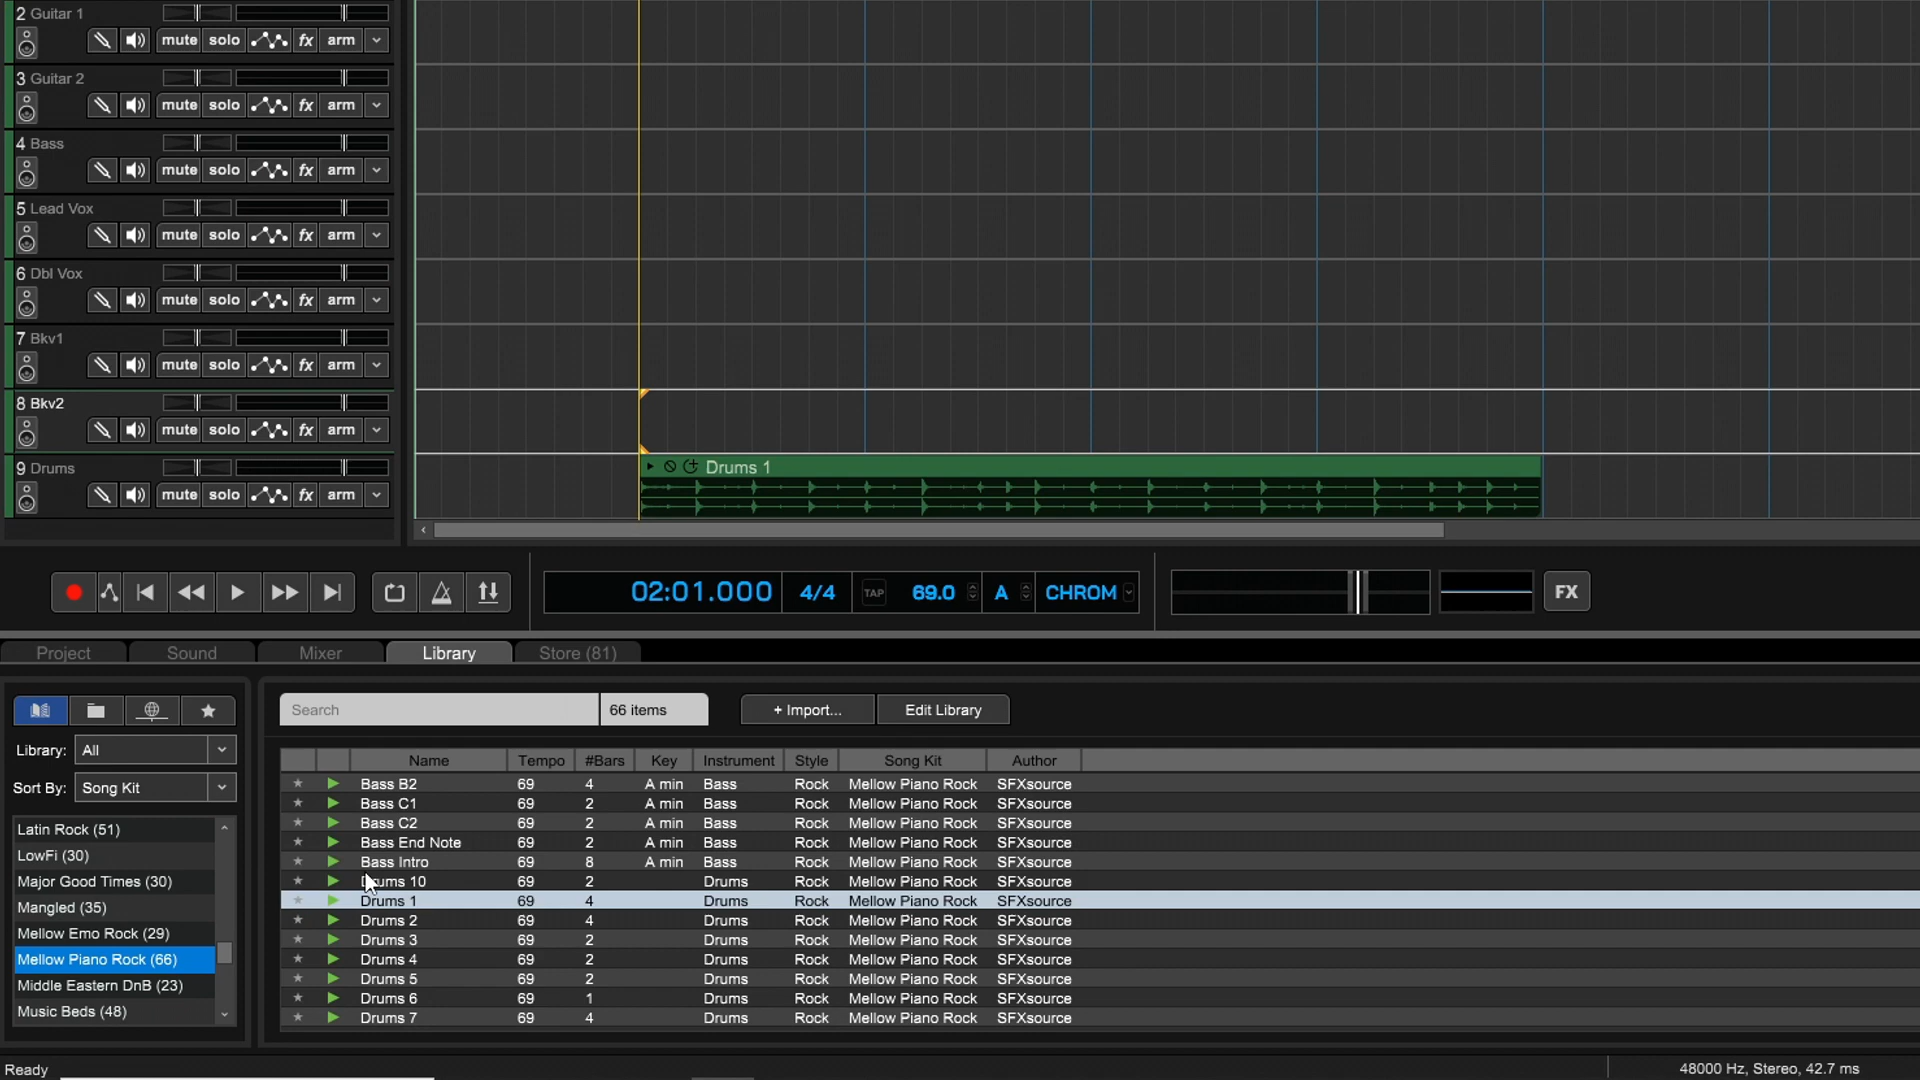 2 Guitar 1
mute solo fx arm
3 Guitar 2
mute solo fx arm
4 Bass
mute solo fx arm
5 Lead Vox
mute solo fx arm
6 Dbl Vox
mute solo fx arm
7 Bkv1
mute solo fx arm
8 Bkv2
mute solo fx arm
9 Drums
mute solo fx arm
Drums 1
02:01.000 4/4 TAP 69.0 A CHROM FX
Project Sound Mixer Library Store (81)
Search 66 items + Import... Edit Library
Library: All
Sort By: Song Kit
Latin Rock (51)
LowFi (30)
Major Good Times (30)
Mangled (35)
Mellow Emo Rock (29)
Mellow Piano Rock (66)
Middle Eastern DnB (23)
Music Beds (48)
Name Tempo #Bars Key Instrument Style Song Kit Author
Bass B2 69 4 A min Bass Rock Mellow Piano Rock SFXsource
Bass C1 69 2 A min Bass Rock Mellow Piano Rock SFXsource
Bass C2 69 2 A min Bass Rock Mellow Piano Rock SFXsource
Bass End Note 69 2 A min Bass Rock Mellow Piano Rock SFXsource
Bass Intro 69 8 A min Bass Rock Mellow Piano Rock SFXsource
Drums 10 69 2 Drums Rock Mellow Piano Rock SFXsource
Drums 1 69 4 Drums Rock Mellow Piano Rock SFXsource
Drums 2 69 4 Drums Rock Mellow Piano Rock SFXsource
Drums 3 69 2 Drums Rock Mellow Piano Rock SFXsource
Drums 4 69 2 Drums Rock Mellow Piano Rock SFXsource
Drums 5 69 2 Drums Rock Mellow Piano Rock SFXsource
Drums 6 69 1 Drums Rock Mellow Piano Rock SFXsource
Drums 7 69 4 Drums Rock Mellow Piano Rock SFXsource
Ready
48000 Hz, Stereo, 42.7 ms